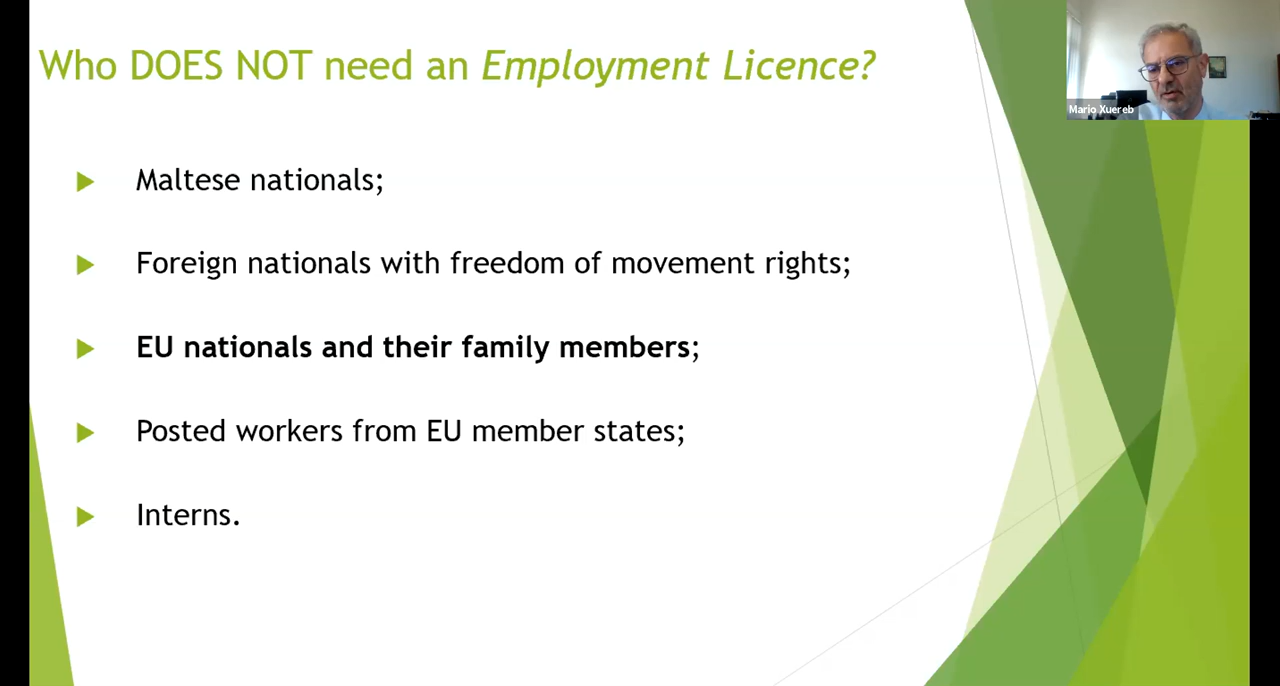 Who DOES NOT need an Employment Licence?
Mario Xuereb
Maltese nationals;
Foreign nationals with freedom of movement rights;
EU nationals and their family members;
Posted workers from EU member states;
Interns.